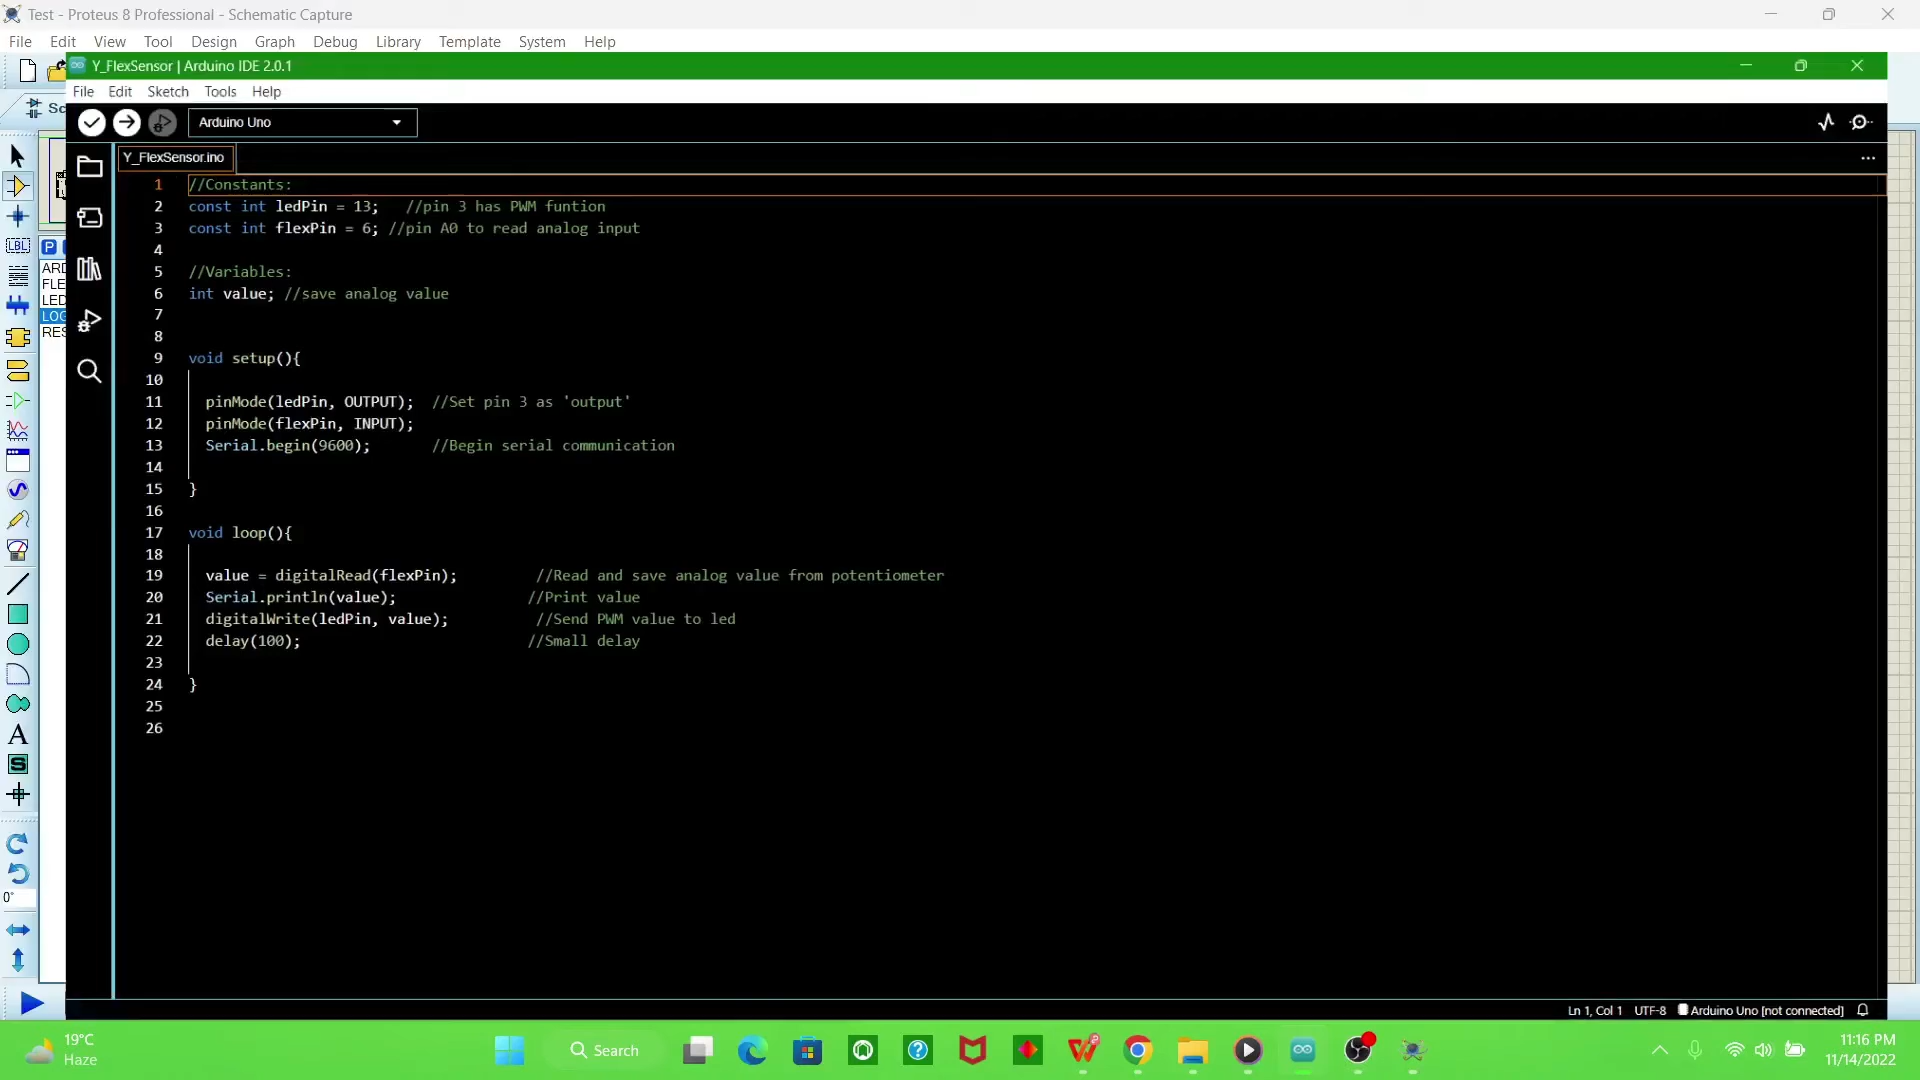 Test - Proteus 8 Professional - Schematic Capture
File Edit View Tool Design Graph Debug Library Template System Help
Y_FlexSensor | Arduino IDE 2.0.1
File Edit Sketch Tools Help
Arduino Uno
Y_FlexSensor.ino
1 //Constants:
2 const int ledPin = 13;   //pin 3 has PWM funtion
3 const int flexPin = 6; //pin A0 to read analog input
4
5 //Variables:
6 int value; //save analog value
7
8
9 void setup(){
10
11 pinMode(ledPin, OUTPUT);  //Set pin 3 as 'output'
12 pinMode(flexPin, INPUT);
13 Serial.begin(9600);       //Begin serial communication
14
15 }
16
17 void loop(){
18
19 value = digitalRead(flexPin);         //Read and save analog value from potentiometer
20 Serial.println(value);               //Print value
21 digitalWrite(ledPin, value);          //Send PWM value to led
22 delay(100);                          //Small delay
23
24 }
25
26
Sc
LBL
P
ARD
FLE
LED
LOG
RES
A
S
0°
Ln 1, Col 1 UTF-8 Arduino Uno [not connected]
19°C
Haze
Search
11:16 PM
11/14/2022